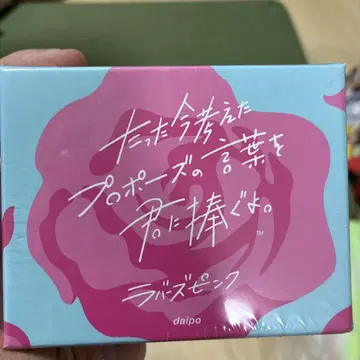 たった今考えた
プロポーズの言葉を
君に捧ぐよ。
TM
ラバーズピンク
daipo